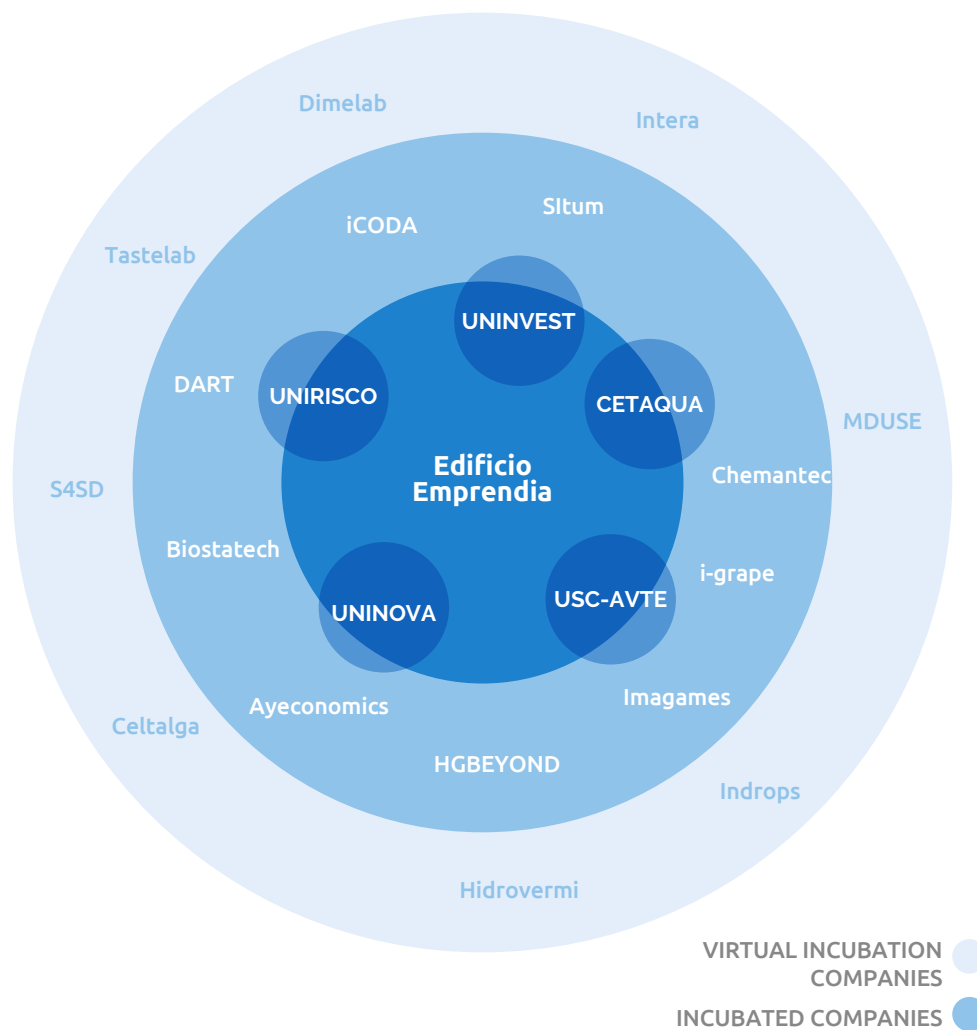 Dimelab
Intera
SItum
iCODA
Tastelab
UNINVEST
DART
UNIRISCO
CETAQUA
MDUSE
Edificio
Emprendia
Chemantec
S4SD
Biostatech
i-grape
UNINOVA
USC-AVTE
Imagames
Ayeconomics
Celtalga
HGBEYOND
Indrops
Hidrovermi
VIRTUAL INCUBATION
COMPANIES
INCUBATED COMPANIES